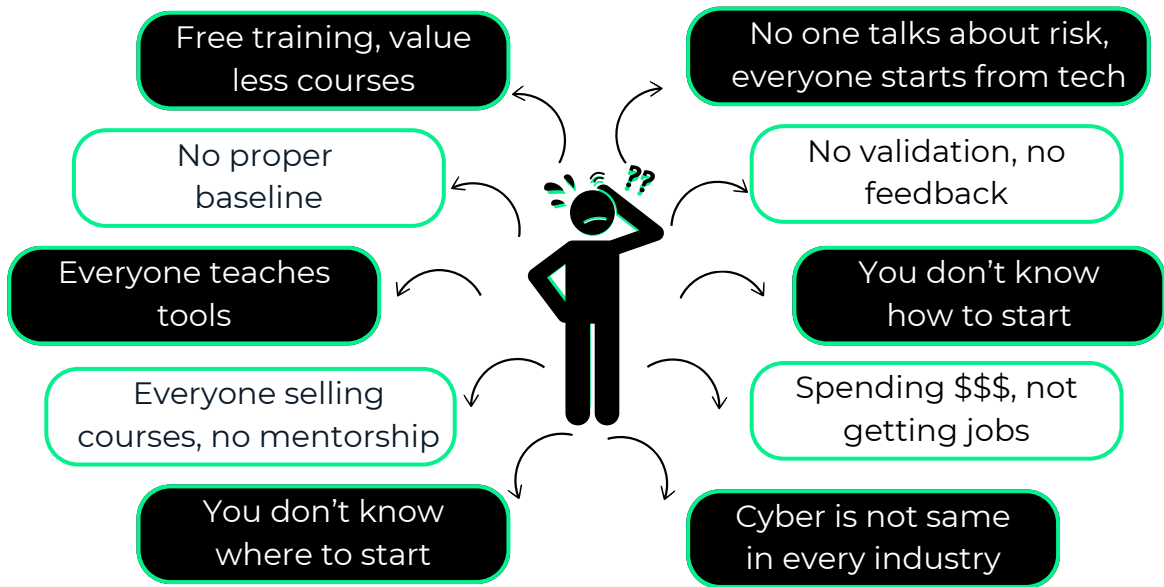 Free training, value
less courses
No proper
baseline
Everyone teaches
tools
Everyone selling
courses, no mentorship
You don’t know
where to start
??
No one talks about risk,
everyone starts from tech
No validation, no
feedback
You don’t know
how to start
Spending $$$, not
getting jobs
Cyber is not same
in every industry